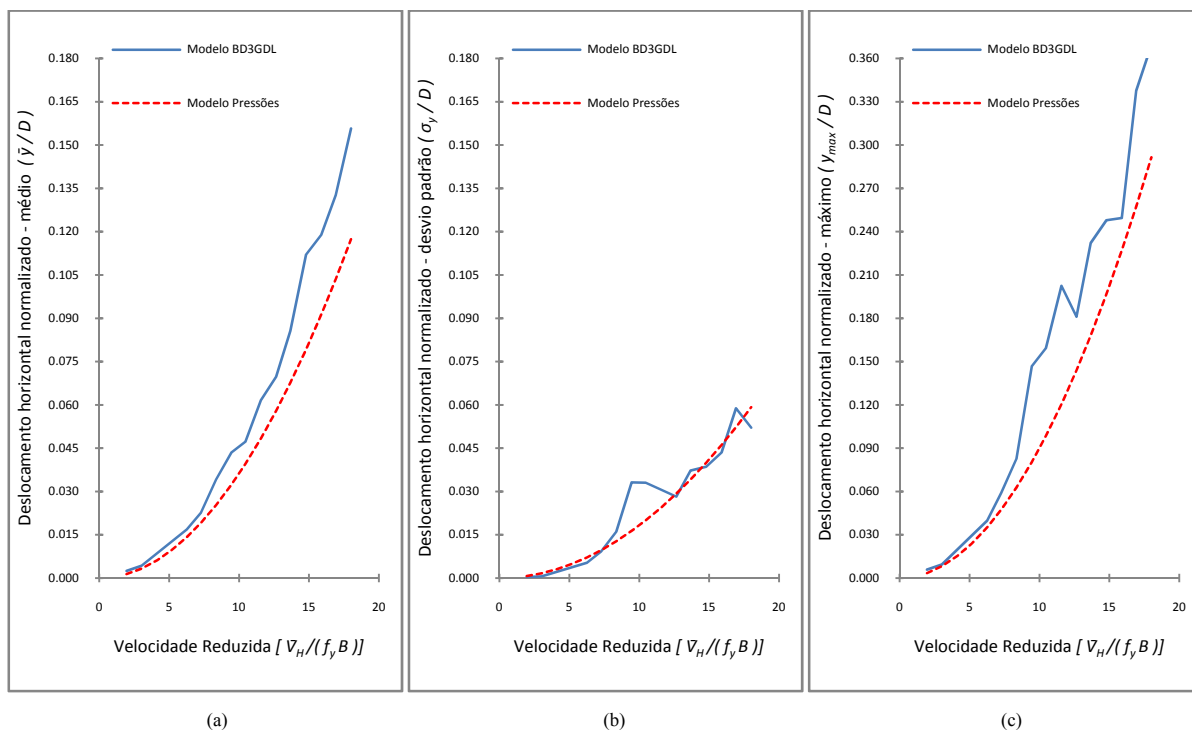 Deslocamento horizontal normalizado - médio ( ȳ / D )
0.180
0.165
0.150
0.135
0.120
0.105
0.090
0.075
0.060
0.045
0.030
0.015
0.000
Modelo BD3GDL
Modelo Pressões
0 5 10 15 20
Velocidade Reduzida [ V̄H /( fy B )]
(a)
Deslocamento horizontal normalizado - desvio padrão ( σy / D )
0.180
0.165
0.150
0.135
0.120
0.105
0.090
0.075
0.060
0.045
0.030
0.015
0.000
Modelo BD3GDL
Modelo Pressões
0 5 10 15 20
Velocidade Reduzida [ V̄H /( fy B )]
(b)
Deslocamento horizontal normalizado - máximo ( ymax / D )
0.360
0.330
0.300
0.270
0.240
0.210
0.180
0.150
0.120
0.090
0.060
0.030
0.000
Modelo BD3GDL
Modelo Pressões
0 5 10 15 20
Velocidade Reduzida [ V̄H /( fy B )]
(c)